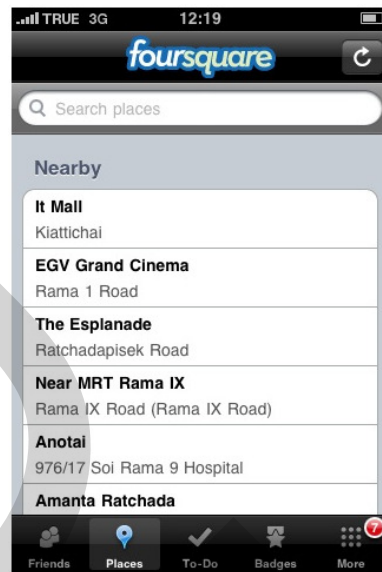 TRUE 3G 12:19
foursquare
Search places
Nearby
It Mall
Kiattichai
EGV Grand Cinema
Rama 1 Road
The Esplanade
Ratchadapisek Road
Near MRT Rama IX
Rama IX Road (Rama IX Road)
Anotai
976/17 Soi Rama 9 Hospital
Amanta Ratchada
7
Friends Places To-Do Badges More